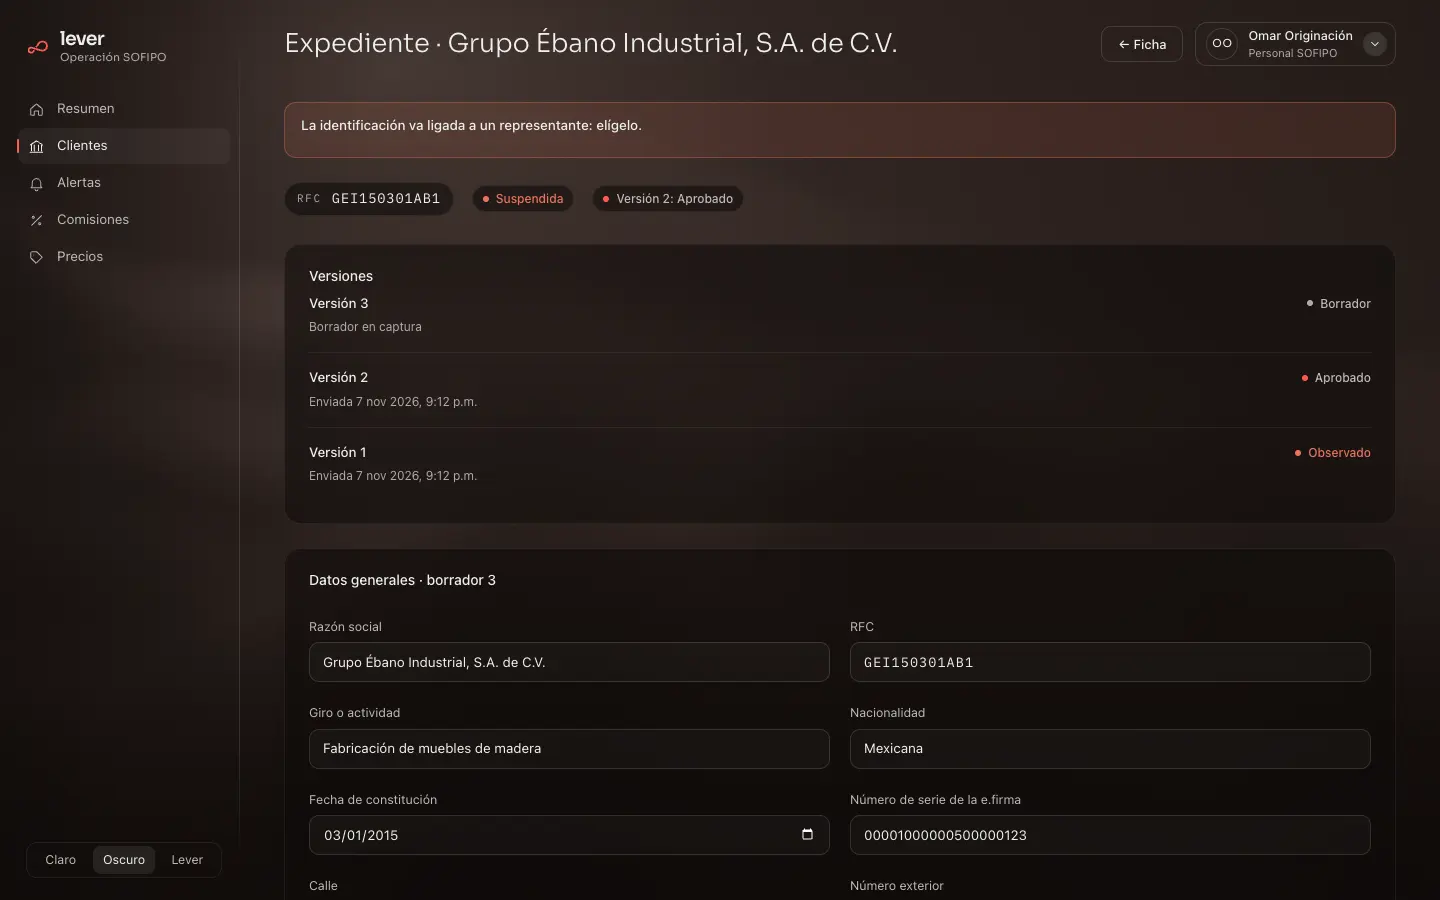 lever
Operación SOFIPO
Resumen
Clientes
Alertas
Comisiones
Precios
Claro
Oscuro
Lever
Expediente · Grupo Ébano Industrial, S.A. de C.V.
← Ficha
OO
Omar Originación
Personal SOFIPO
La identificación va ligada a un representante: elígelo.
RFC GEI150301AB1
Suspendida
Versión 2: Aprobado
Versiones
Versión 3
Borrador
Borrador en captura
Versión 2
Aprobado
Enviada 7 nov 2026, 9:12 p.m.
Versión 1
Observado
Enviada 7 nov 2026, 9:12 p.m.
Datos generales · borrador 3
Razón social
RFC
Grupo Ébano Industrial, S.A. de C.V.
GEI150301AB1
Giro o actividad
Nacionalidad
Fabricación de muebles de madera
Mexicana
Fecha de constitución
Número de serie de la e.firma
03/01/2015
00001000000500000123
Calle
Número exterior